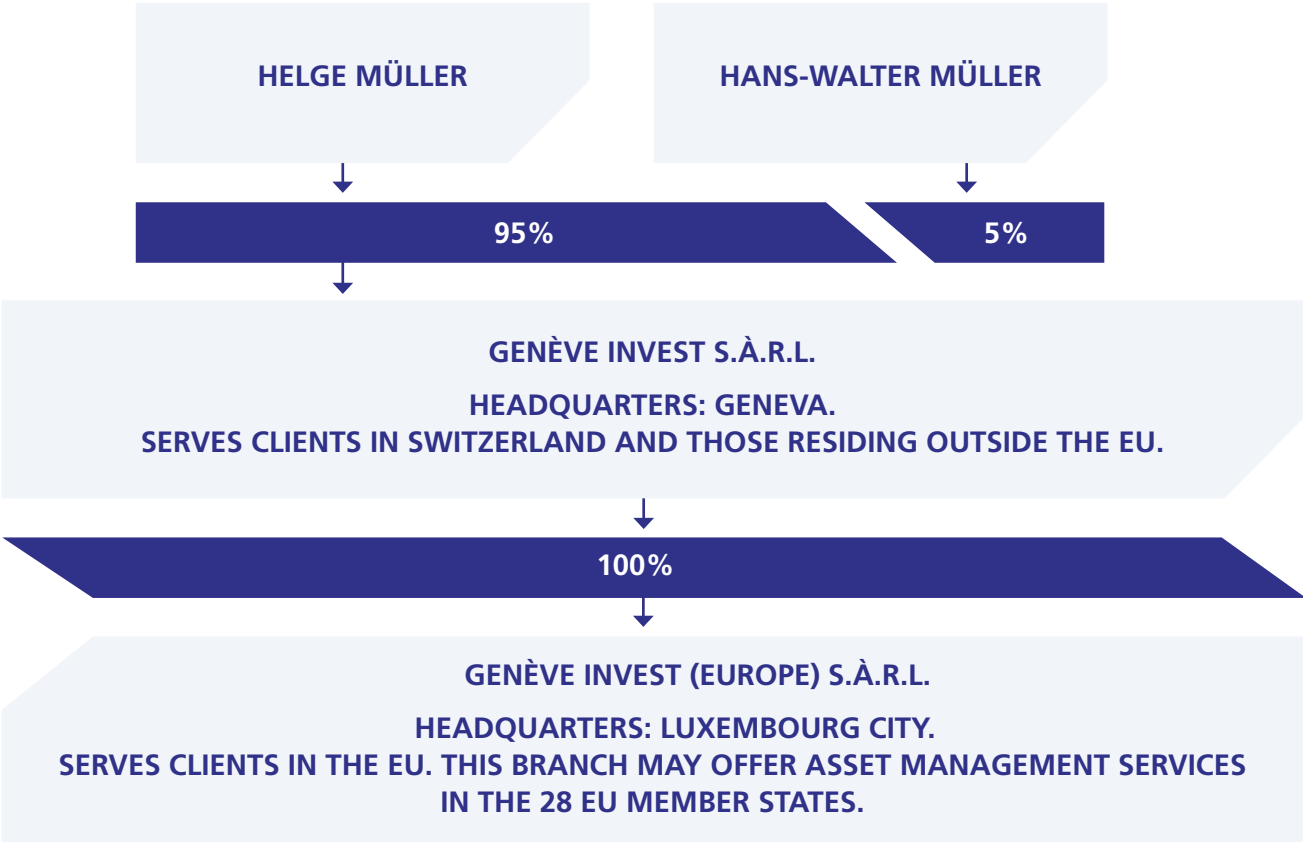 HELGE MÜLLER
HANS-WALTER MÜLLER
95%
5%
GENÈVE INVEST S.À.R.L.
HEADQUARTERS: GENEVA.
SERVES CLIENTS IN SWITZERLAND AND THOSE RESIDING OUTSIDE THE EU.
100%
GENÈVE INVEST (EUROPE) S.À.R.L.
HEADQUARTERS: LUXEMBOURG CITY.
SERVES CLIENTS IN THE EU. THIS BRANCH MAY OFFER ASSET MANAGEMENT SERVICES
IN THE 28 EU MEMBER STATES.